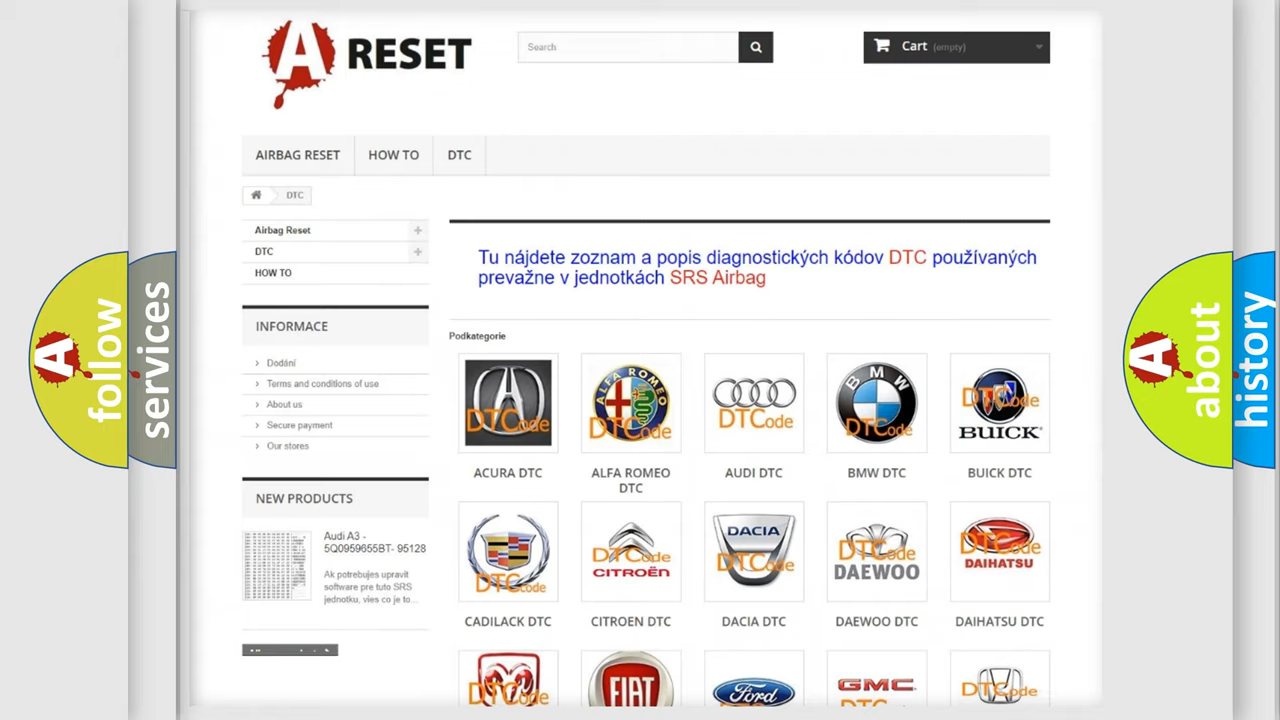 A RESET
Search
Cart (empty)
AIRBAG RESET
HOW TO
DTC
DTC
Airbag Reset
DTC
HOW TO
INFORMACE
Dodání
Terms and conditions of use
About us
Secure payment
Our stores
NEW PRODUCTS
Audi A3 -
5Q0959655BT- 95128
Ak potrebujes upravit
software pre tuto SRS
jednotku, vies co je to...
Tu nájdete zoznam a popis diagnostických kódov DTC používaných
prevažne v jednotkách SRS Airbag
Podkategorie
DTCode
ALFA ROMEO
DTCode
DTCode
BMW
DTCode
DTCode
BUICK
ACURA DTC
ALFA ROMEO
DTC
AUDI DTC
BMW DTC
BUICK DTC
DTCode
DTCode
CITROËN
DACIA
DTCode
DTCode
DAEWOO
DTCode
DAIHATSU
CADILACK DTC
CITROEN DTC
DACIA DTC
DAEWOO DTC
DAIHATSU DTC
DTCode
FIAT
Ford
GMC
DTCode
A follow
services
A about
history